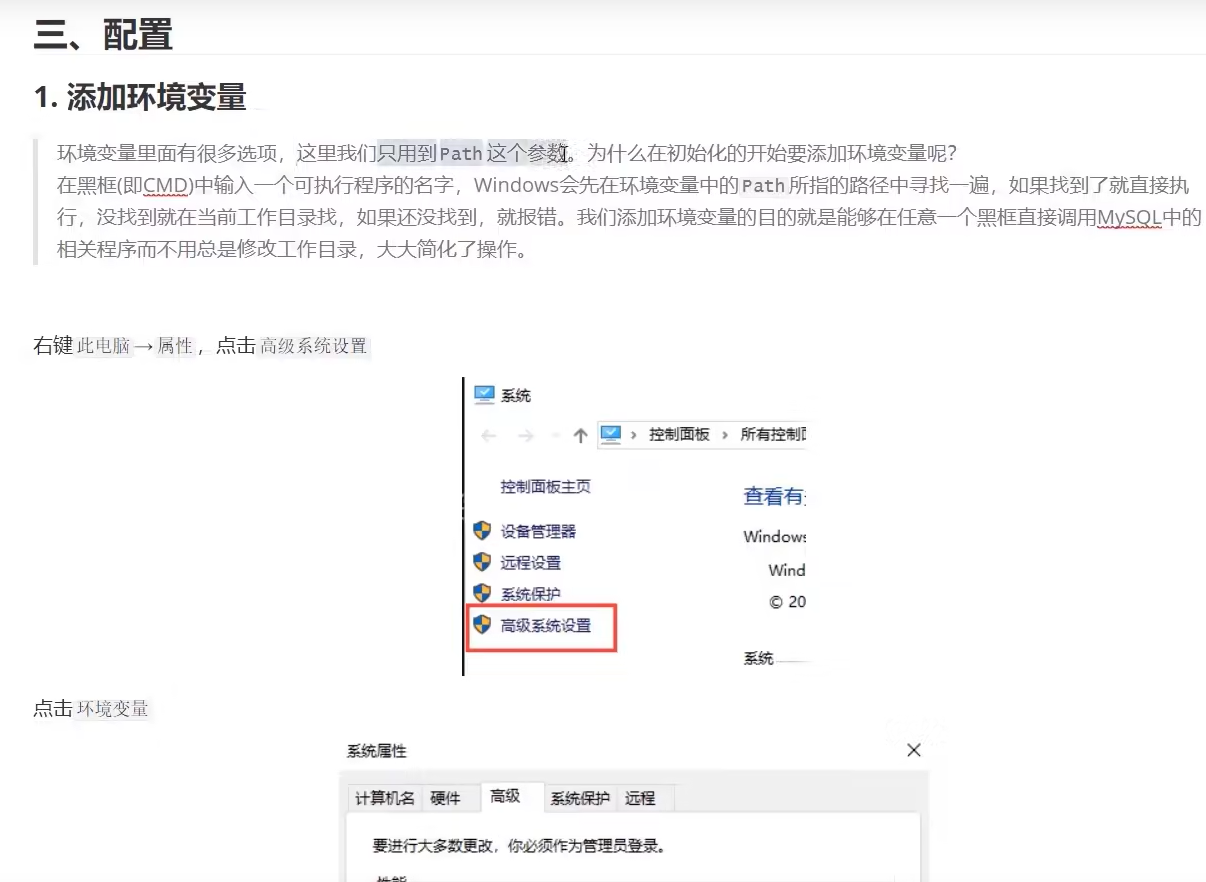 三、配置
1. 添加环境变量
环境变量里面有很多选项，这里我们只用到Path这个参数。为什么在初始化的开始要添加环境变量呢？
在黑框(即CMD)中输入一个可执行程序的名字，Windows会先在环境变量中的Path所指的路径中寻找一遍，如果找到了就直接执
行，没找到就在当前工作目录找，如果还没找到，就报错。我们添加环境变量的目的就是能够在任意一个黑框直接调用MySQL中的
相关程序而不用总是修改工作目录，大大简化了操作。
右键此电脑→属性，点击高级系统设置
系统
控制面板 › 所有控制
控制面板主页
查看有
设备管理器
Windows
远程设置
Wind
系统保护
© 20
高级系统设置
系统
点击环境变量
系统属性
计算机名 硬件 高级 系统保护 远程
要进行大多数更改，你必须作为管理员登录。